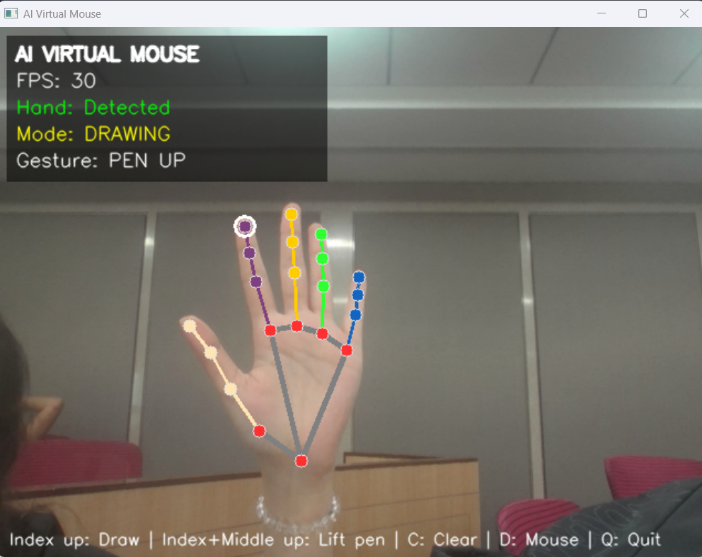 AI Virtual Mouse
AI VIRTUAL MOUSE
FPS: 30
Hand: Detected
Mode: DRAWING
Gesture: PEN UP
Index up: Draw | Index+Middle up: Lift pen | C: Clear | D: Mouse | Q: Quit